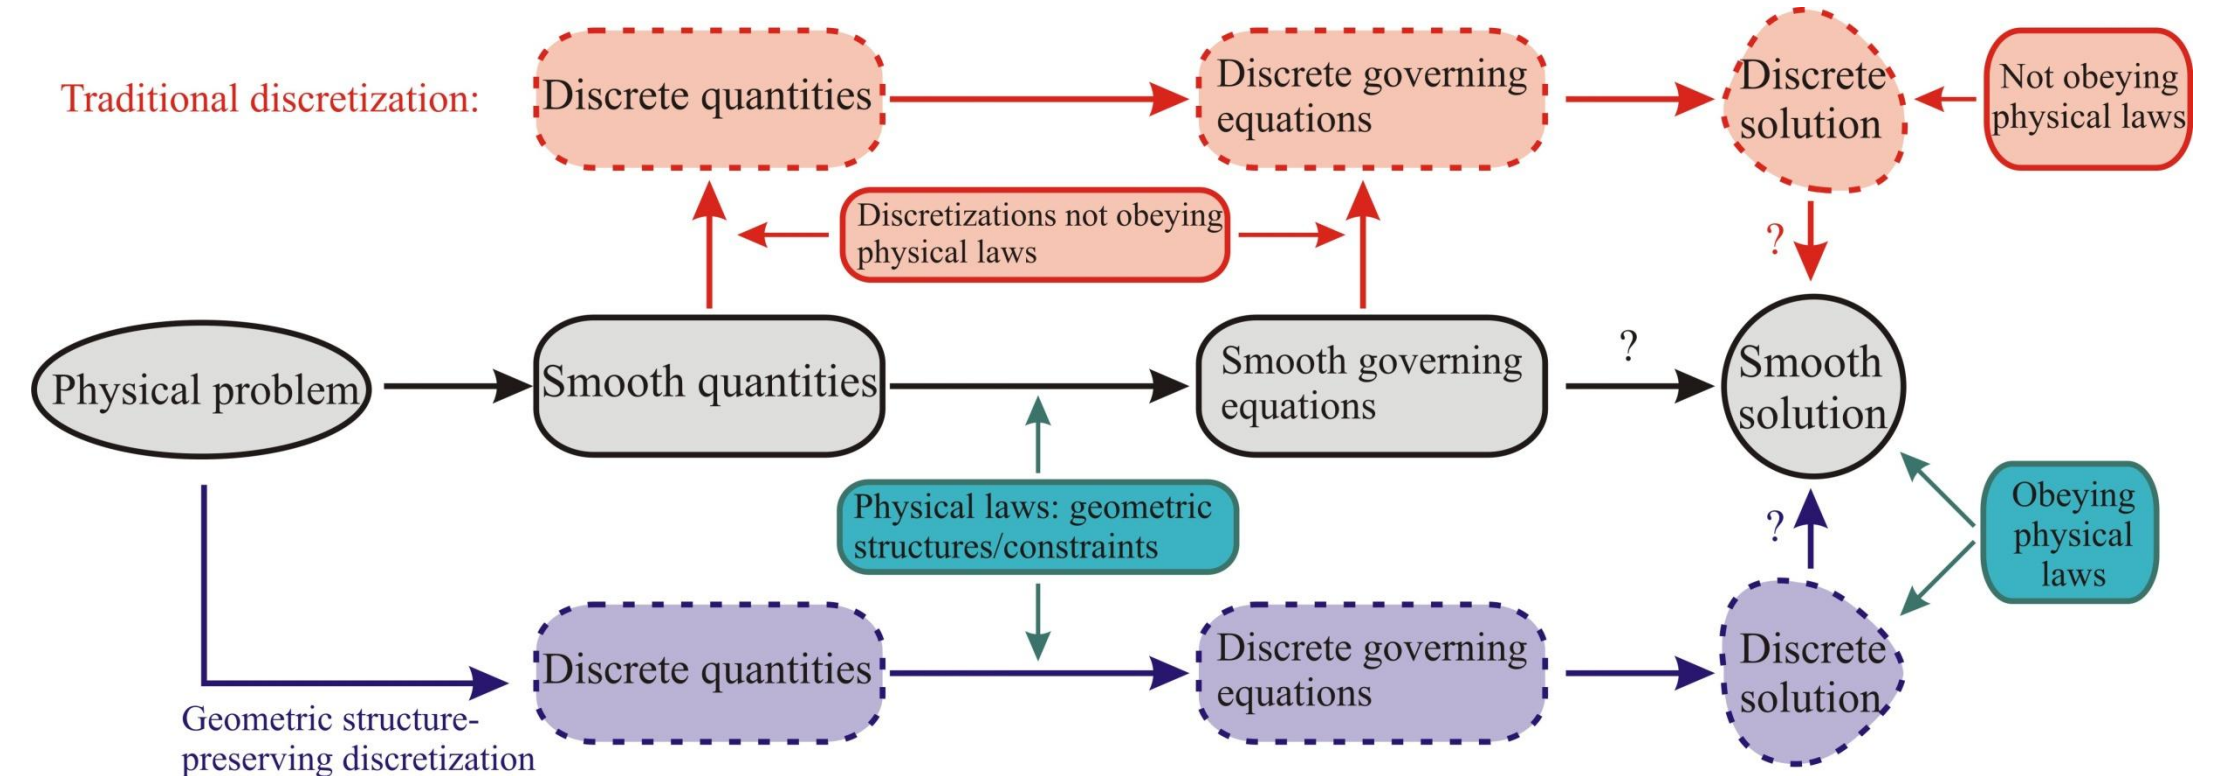 Traditional discretization:
Discrete quantities
Discrete governing
equations
Discrete
solution
Not obeying
physical laws
Discretizations not obeying
physical laws
?
Physical problem
Smooth quantities
Smooth governing
equations
?
Smooth
solution
Physical laws: geometric
structures/constraints
?
Obeying
physical
laws
Geometric structure-
preserving discretization
Discrete quantities
Discrete governing
equations
Discrete
solution